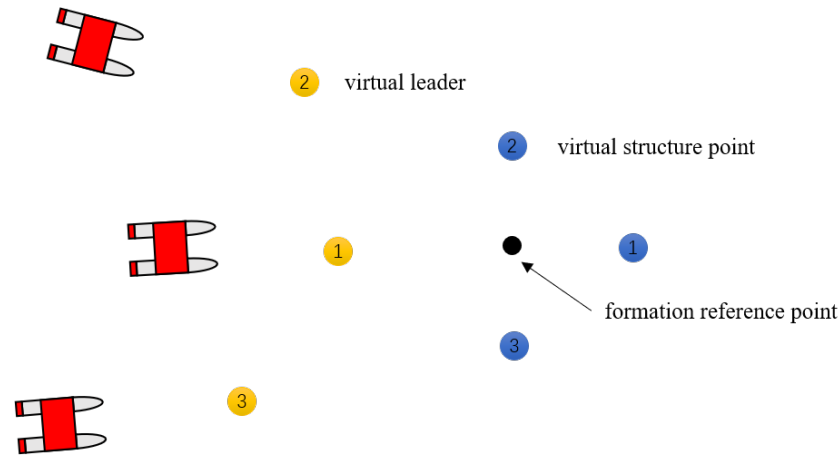 2 virtual leader
2 virtual structure point
1
1
formation reference point
3
3